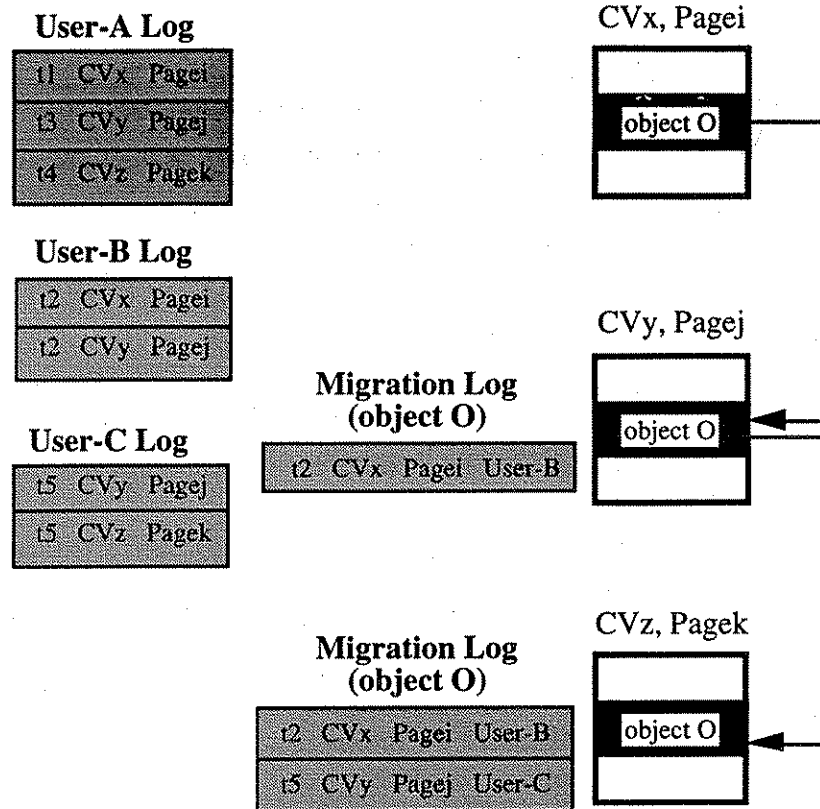 User-A Log
t1 CVx Pagei
t3 CVy Pagej
t4 CVz Pagek
User-B Log
t2 CVx Pagei
t2 CVy Pagej
User-C Log
t5 CVy Pagej
t5 CVz Pagek
Migration Log
(object O)
t2 CVx Pagei User-B
Migration Log
(object O)
t2 CVx Pagei User-B
t5 CVy Pagej User-C
CVx, Pagei
object O
CVy, Pagej
object O
CVz, Pagek
object O